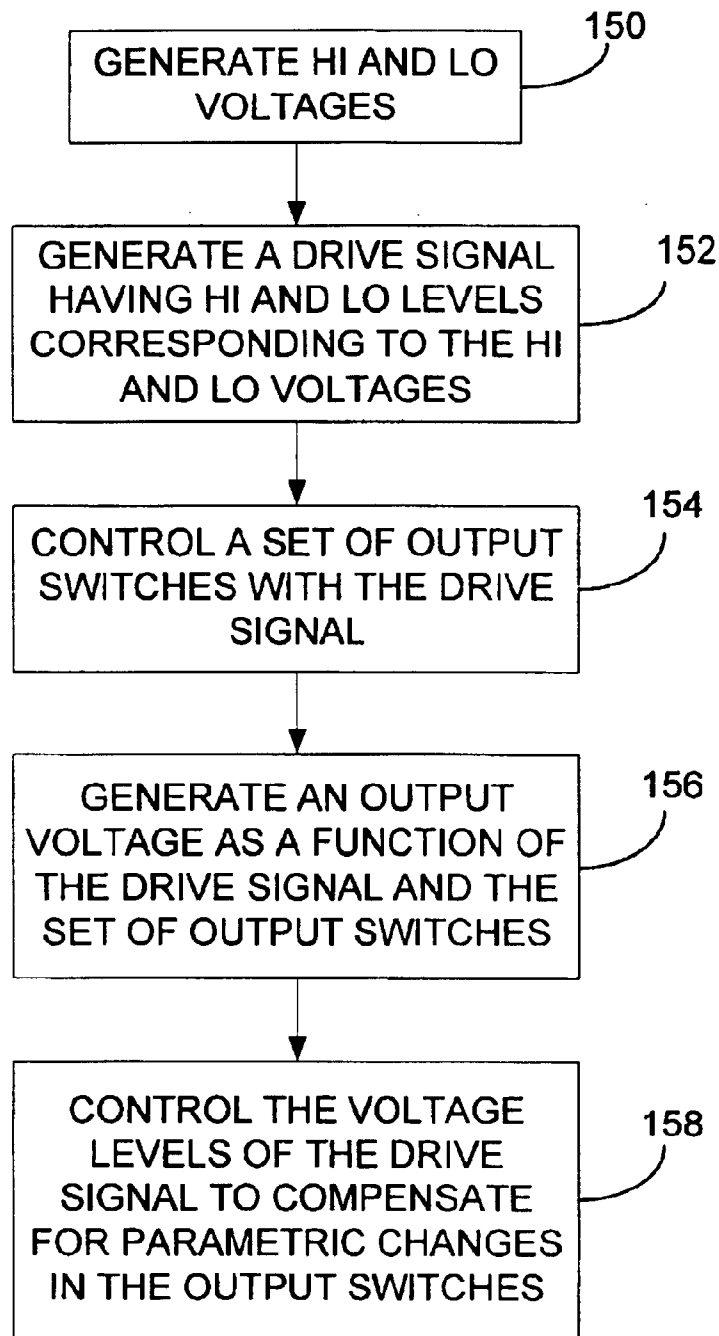 GENERATE HI AND LO
VOLTAGES
150
GENERATE A DRIVE SIGNAL
HAVING HI AND LO LEVELS
CORRESPONDING TO THE HI
AND LO VOLTAGES
152
CONTROL A SET OF OUTPUT
SWITCHES WITH THE DRIVE
SIGNAL
154
GENERATE AN OUTPUT
VOLTAGE AS A FUNCTION OF
THE DRIVE SIGNAL AND THE
SET OF OUTPUT SWITCHES
156
CONTROL THE VOLTAGE
LEVELS OF THE DRIVE
SIGNAL TO COMPENSATE
FOR PARAMETRIC CHANGES
IN THE OUTPUT SWITCHES
158